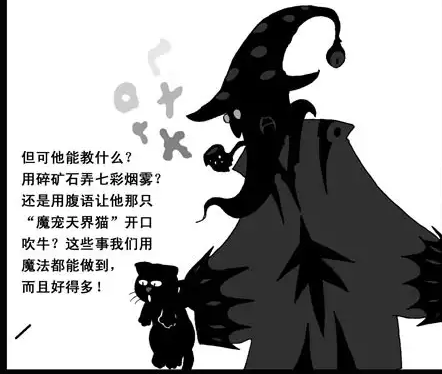 但可他能教什么？
用碎矿石弄七彩烟雾？
还是用腹语让他那只
“魔宠天界猫”开口
吹牛？这些事我们用
魔法都能做到，
而且好得多！